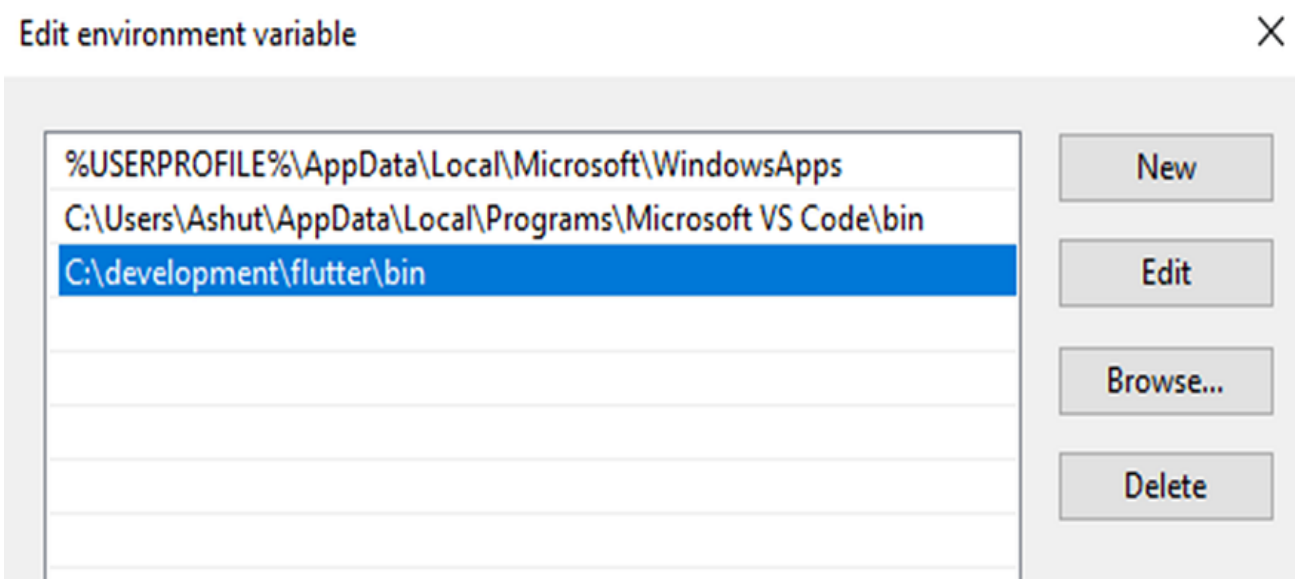 Edit environment variable
%USERPROFILE%\AppData\Local\Microsoft\WindowsApps
New
C:\Users\Ashut\AppData\Local\Programs\Microsoft VS Code\bin
C:\development\flutter\bin
Edit
Browse...
Delete